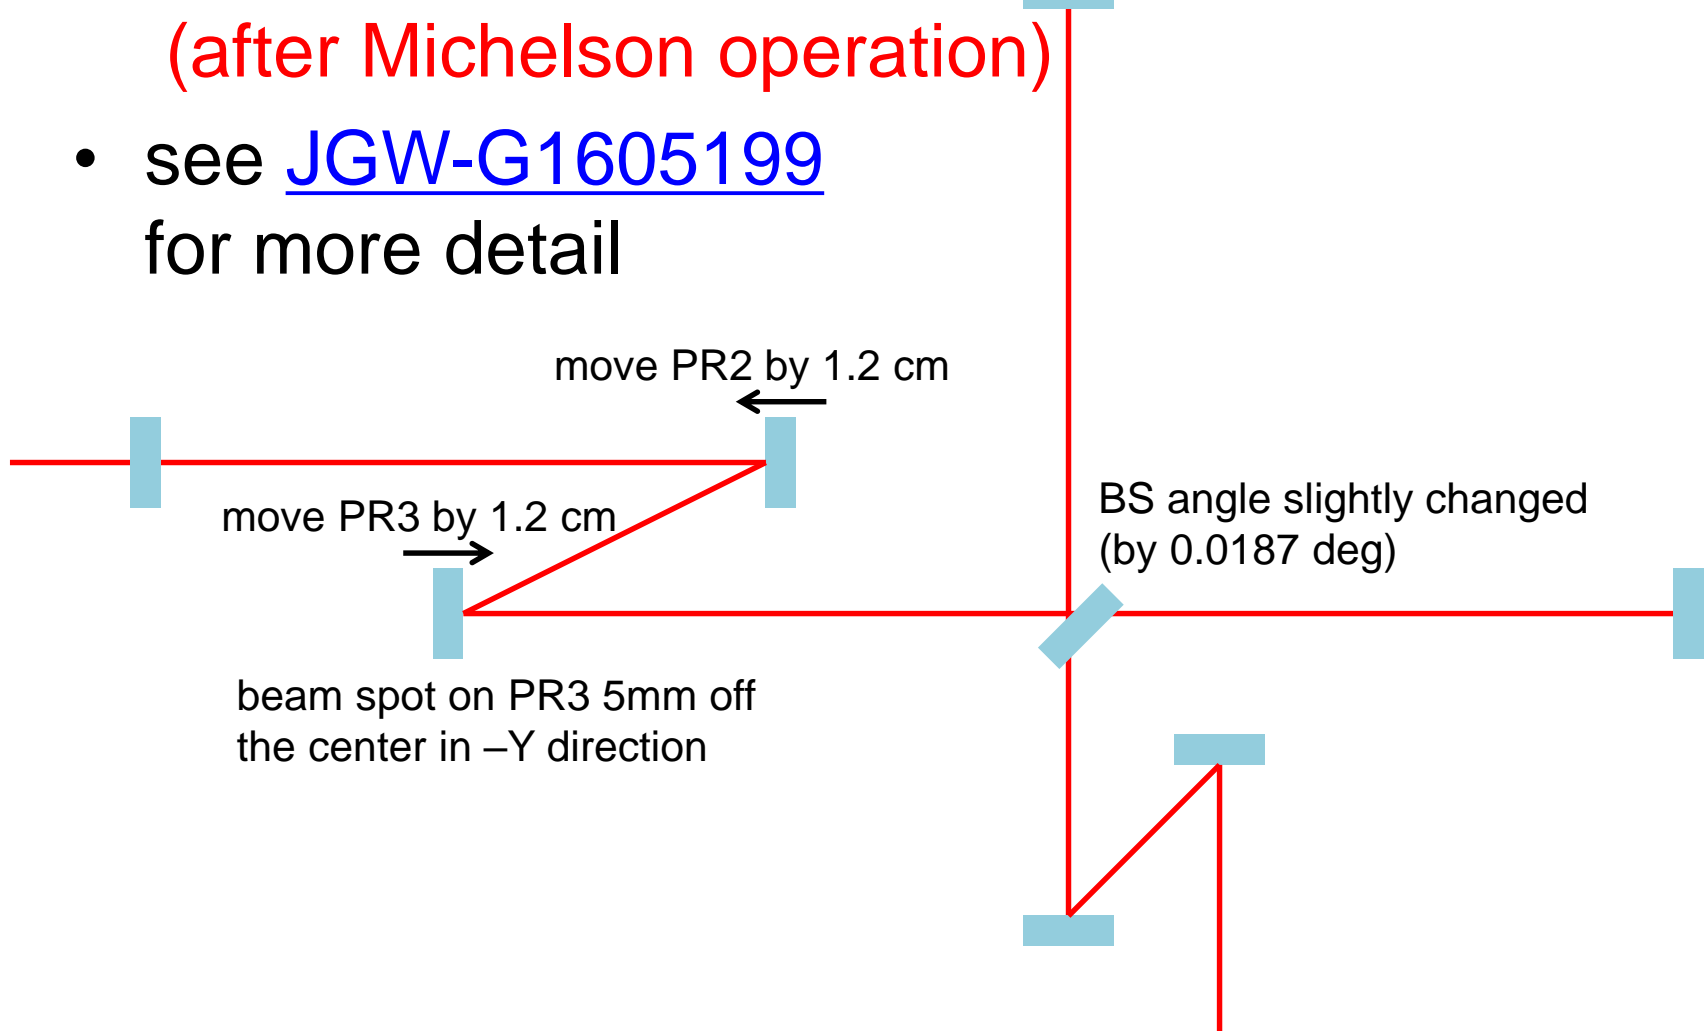 (after Michelson operation)
• see JGW-G1605199
for more detail
move PR2 by 1.2 cm
move PR3 by 1.2 cm
BS angle slightly changed
(by 0.0187 deg)
beam spot on PR3 5mm off
the center in –Y direction